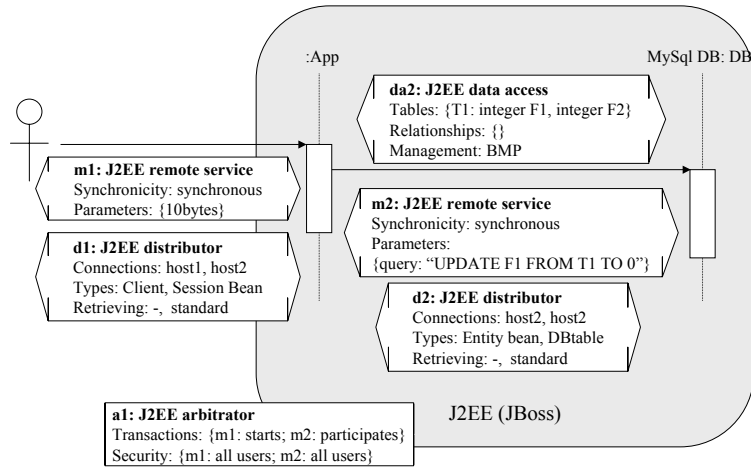 :App
MySql DB: DB
da2: J2EE data access
Tables: {T1: integer F1, integer F2}
Relationships: {}
Management: BMP
m1: J2EE remote service
Synchronicity: synchronous
Parameters: {10bytes}
m2: J2EE remote service
Synchronicity: synchronous
Parameters:
{query: “UPDATE F1 FROM T1 TO 0”}
d1: J2EE distributor
Connections: host1, host2
Types: Client, Session Bean
Retrieving: -, standard
d2: J2EE distributor
Connections: host2, host2
Types: Entity bean, DBtable
Retrieving: -, standard
a1: J2EE arbitrator
Transactions: {m1: starts; m2: participates}
Security: {m1: all users; m2: all users}
J2EE (JBoss)